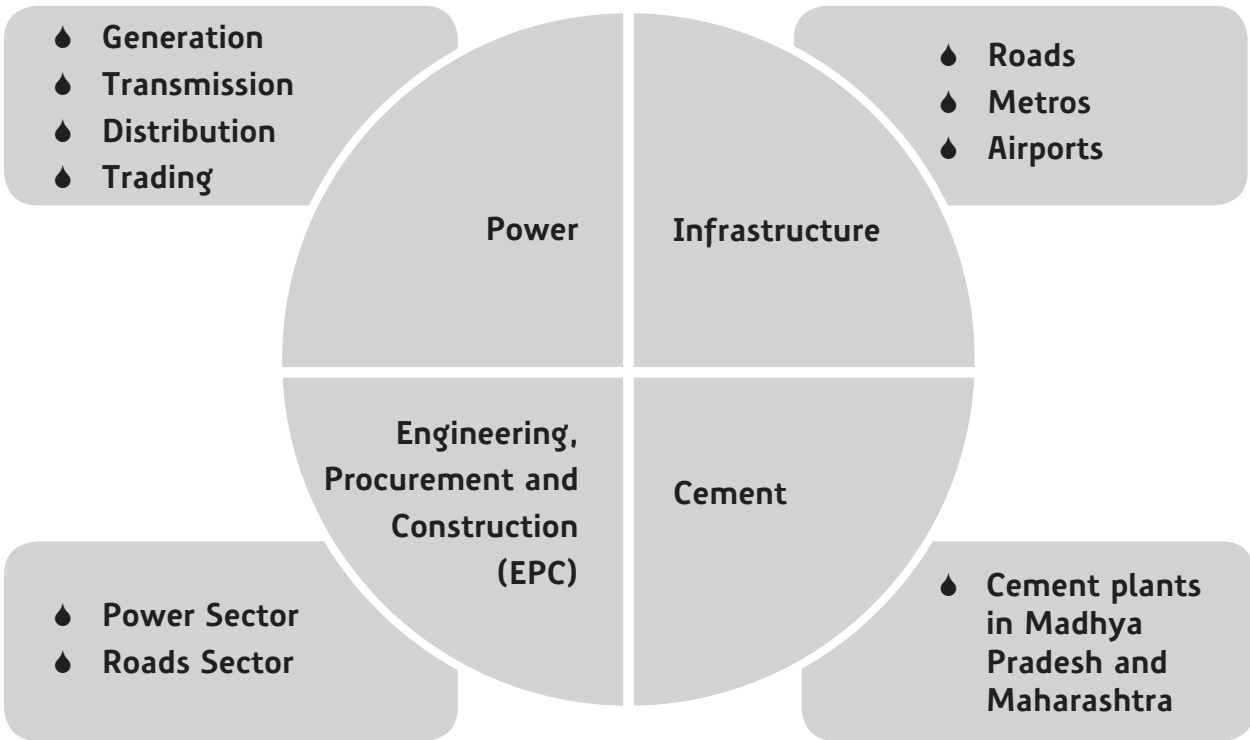 Generation
Transmission
Distribution
Trading
Power
Roads
Metros
Airports
Infrastructure
Engineering,
Procurement and
Construction
(EPC)
Power Sector
Roads Sector
Cement
Cement plants
in Madhya
Pradesh and
Maharashtra